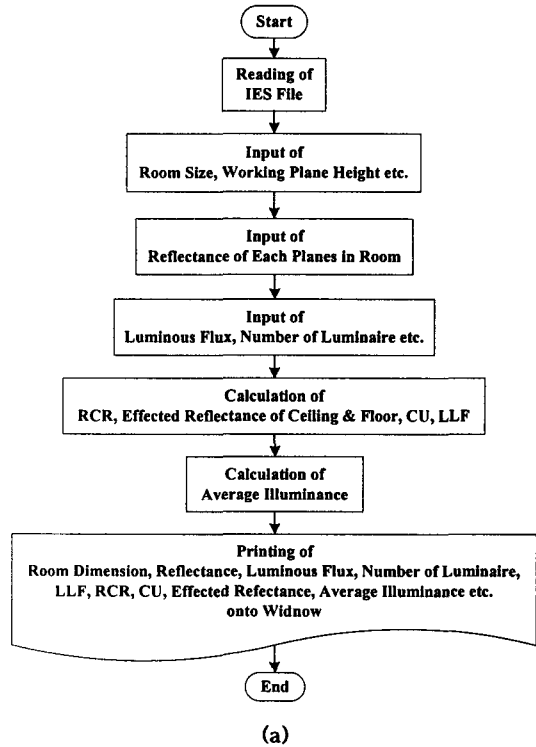 Start
Reading of
IES File
Input of
Room Size, Working Plane Height etc.
Input of
Reflectance of Each Planes in Room
Input of
Luminous Flux, Number of Luminaire etc.
Calculation of
RCR, Effected Reflectance of Ceiling & Floor, CU, LLF
Calculation of
Average Illuminance
Printing of
Room Dimension, Reflectance, Luminous Flux, Number of Luminaire,
LLF, RCR, CU, Effected Refectance, Average Illuminance etc.
onto Widnow
End
(a)